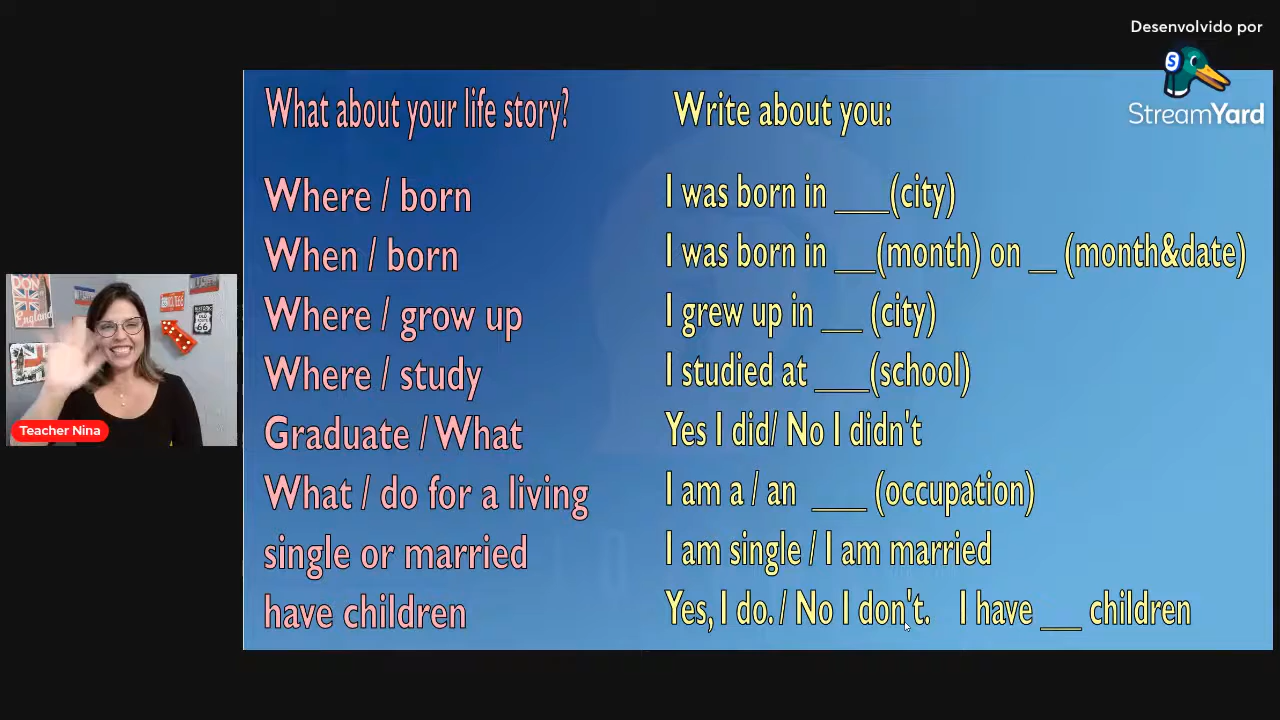 Desenvolvido por
StreamYard
What about your life story?
Where / born
When / born
Where / grow up
Where / study
Graduate / What
What / do for a living
single or married
have children
Write about you:
I was born in ___(city)
I was born in ___(month) on __ (month&date)
I grew up in __ (city)
I studied at ___(school)
Yes I did/ No I didn't
I am a / an ___ (occupation)
I am single / I am married
Yes, I do. / No I don't. I have __ children
Teacher Nina
England
66